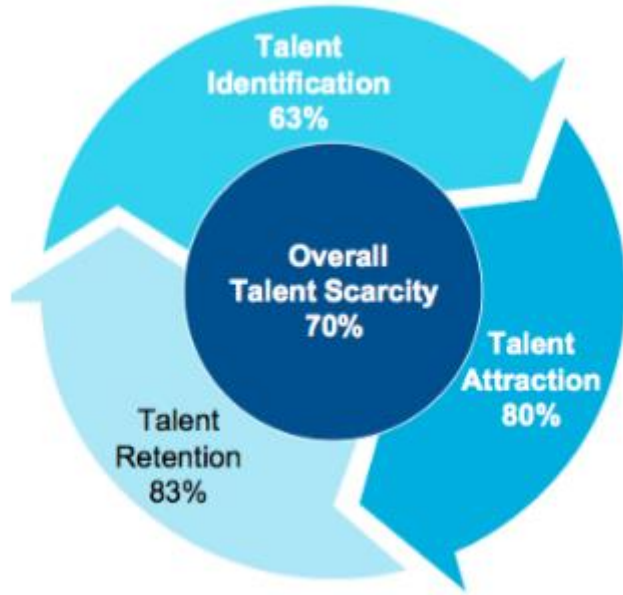 Talent
Identification
63%
Overall
Talent Scarcity
70%
Talent
Attraction
80%
Talent
Retention
83%